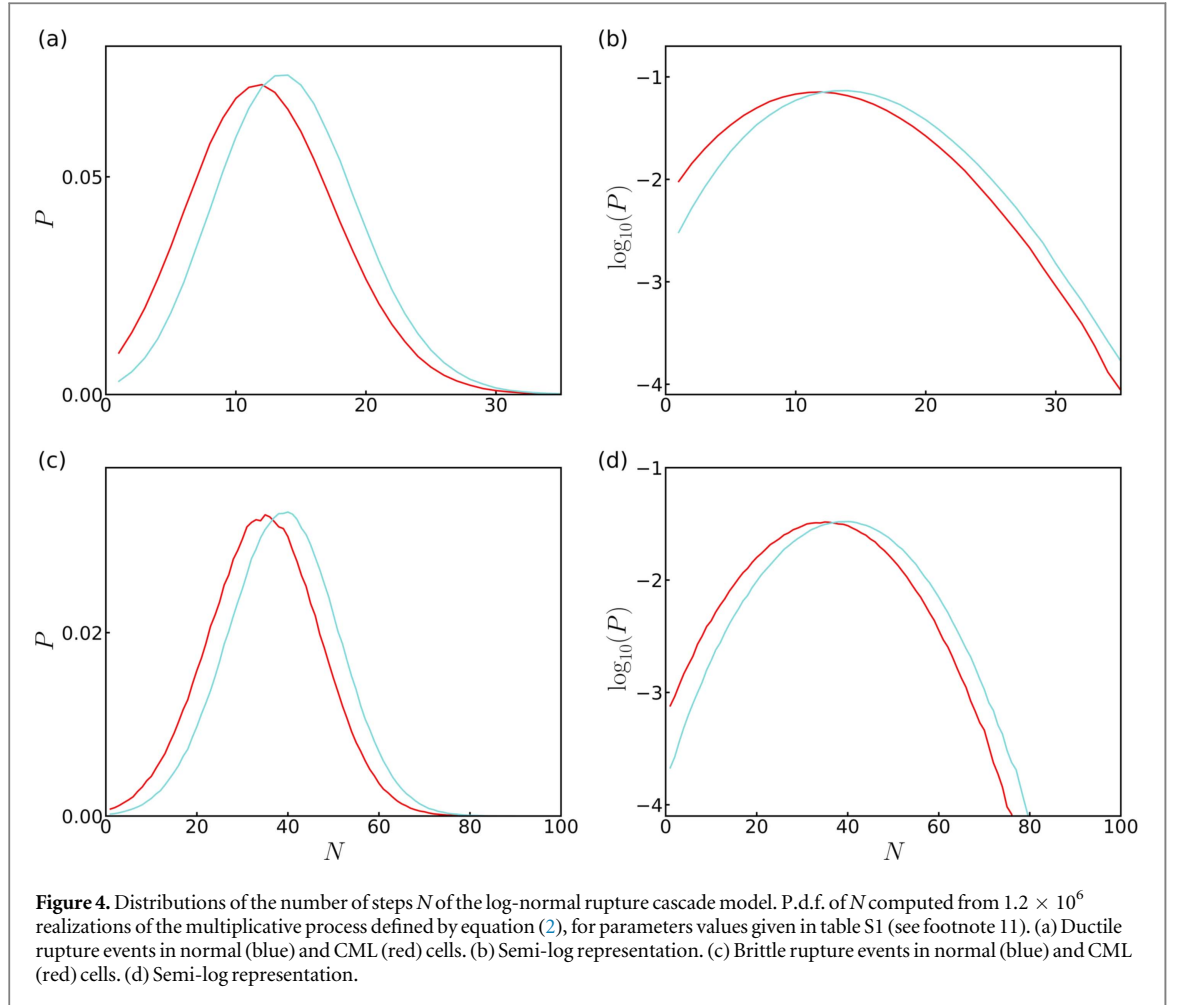 (a)
(b)
P
0.05
0.00
0
10
20
30
log₁₀(P)
−1
−2
−3
−4
0
10
20
30
(c)
(d)
P
0.02
0.00
0
20
40
60
80
100
N
log₁₀(P)
−1
−2
−3
−4
0
20
40
60
80
100
N
Figure 4. Distributions of the number of steps N of the log-normal rupture cascade model. P.d.f. of N computed from 1.2 × 10⁶
realizations of the multiplicative process defined by equation (2), for parameters values given in table S1 (see footnote 11). (a) Ductile
rupture events in normal (blue) and CML (red) cells. (b) Semi-log representation. (c) Brittle rupture events in normal (blue) and CML
(red) cells. (d) Semi-log representation.